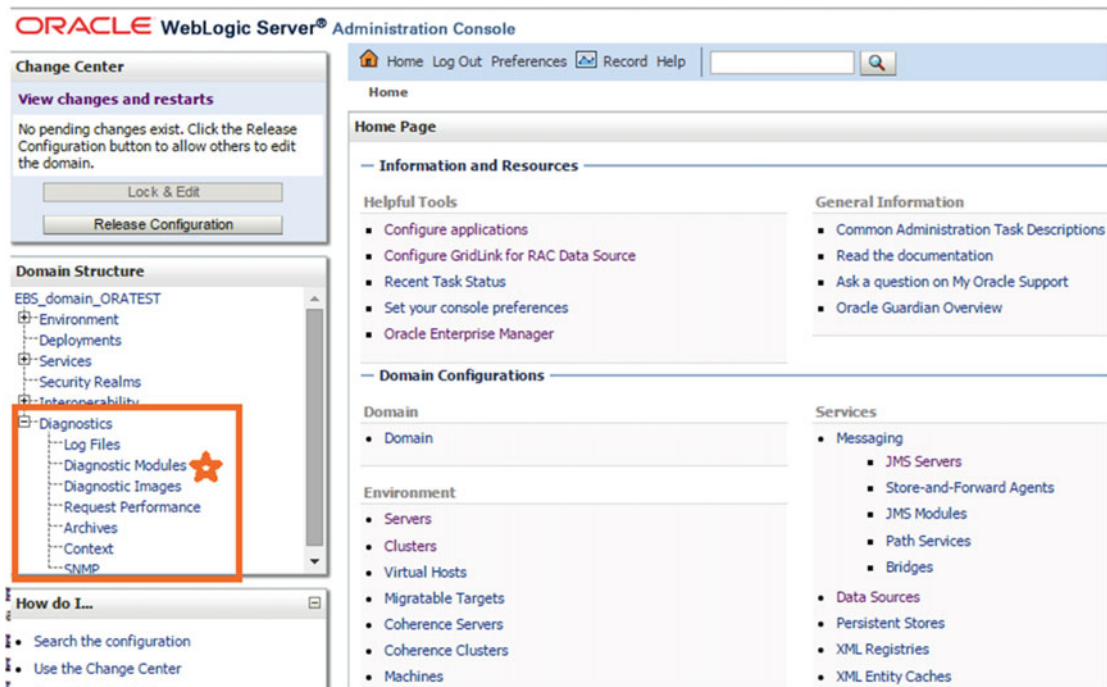 ORACLE WebLogic Server® Administration Console
Change Center
View changes and restarts
No pending changes exist. Click the Release
Configuration button to allow others to edit
the domain.
Lock & Edit
Release Configuration
Domain Structure
EBS_domain_ORATEST
Environment
Deployments
Services
Security Realms
Interoperability
Diagnostics
Log Files
Diagnostic Modules
Diagnostic Images
Request Performance
Archives
Context
SNMP
How do I...
Search the configuration
Use the Change Center
Home Log Out Preferences Record Help
Home
Home Page
Information and Resources
Helpful Tools
Configure applications
Configure GridLink for RAC Data Source
Recent Task Status
Set your console preferences
Oracle Enterprise Manager
General Information
Common Administration Task Descriptions
Read the documentation
Ask a question on My Oracle Support
Oracle Guardian Overview
Domain Configurations
Domain
Domain
Environment
Servers
Clusters
Virtual Hosts
Migratable Targets
Coherence Servers
Coherence Clusters
Machines
Services
Messaging
JMS Servers
Store-and-Forward Agents
JMS Modules
Path Services
Bridges
Data Sources
Persistent Stores
XML Registries
XML Entity Caches